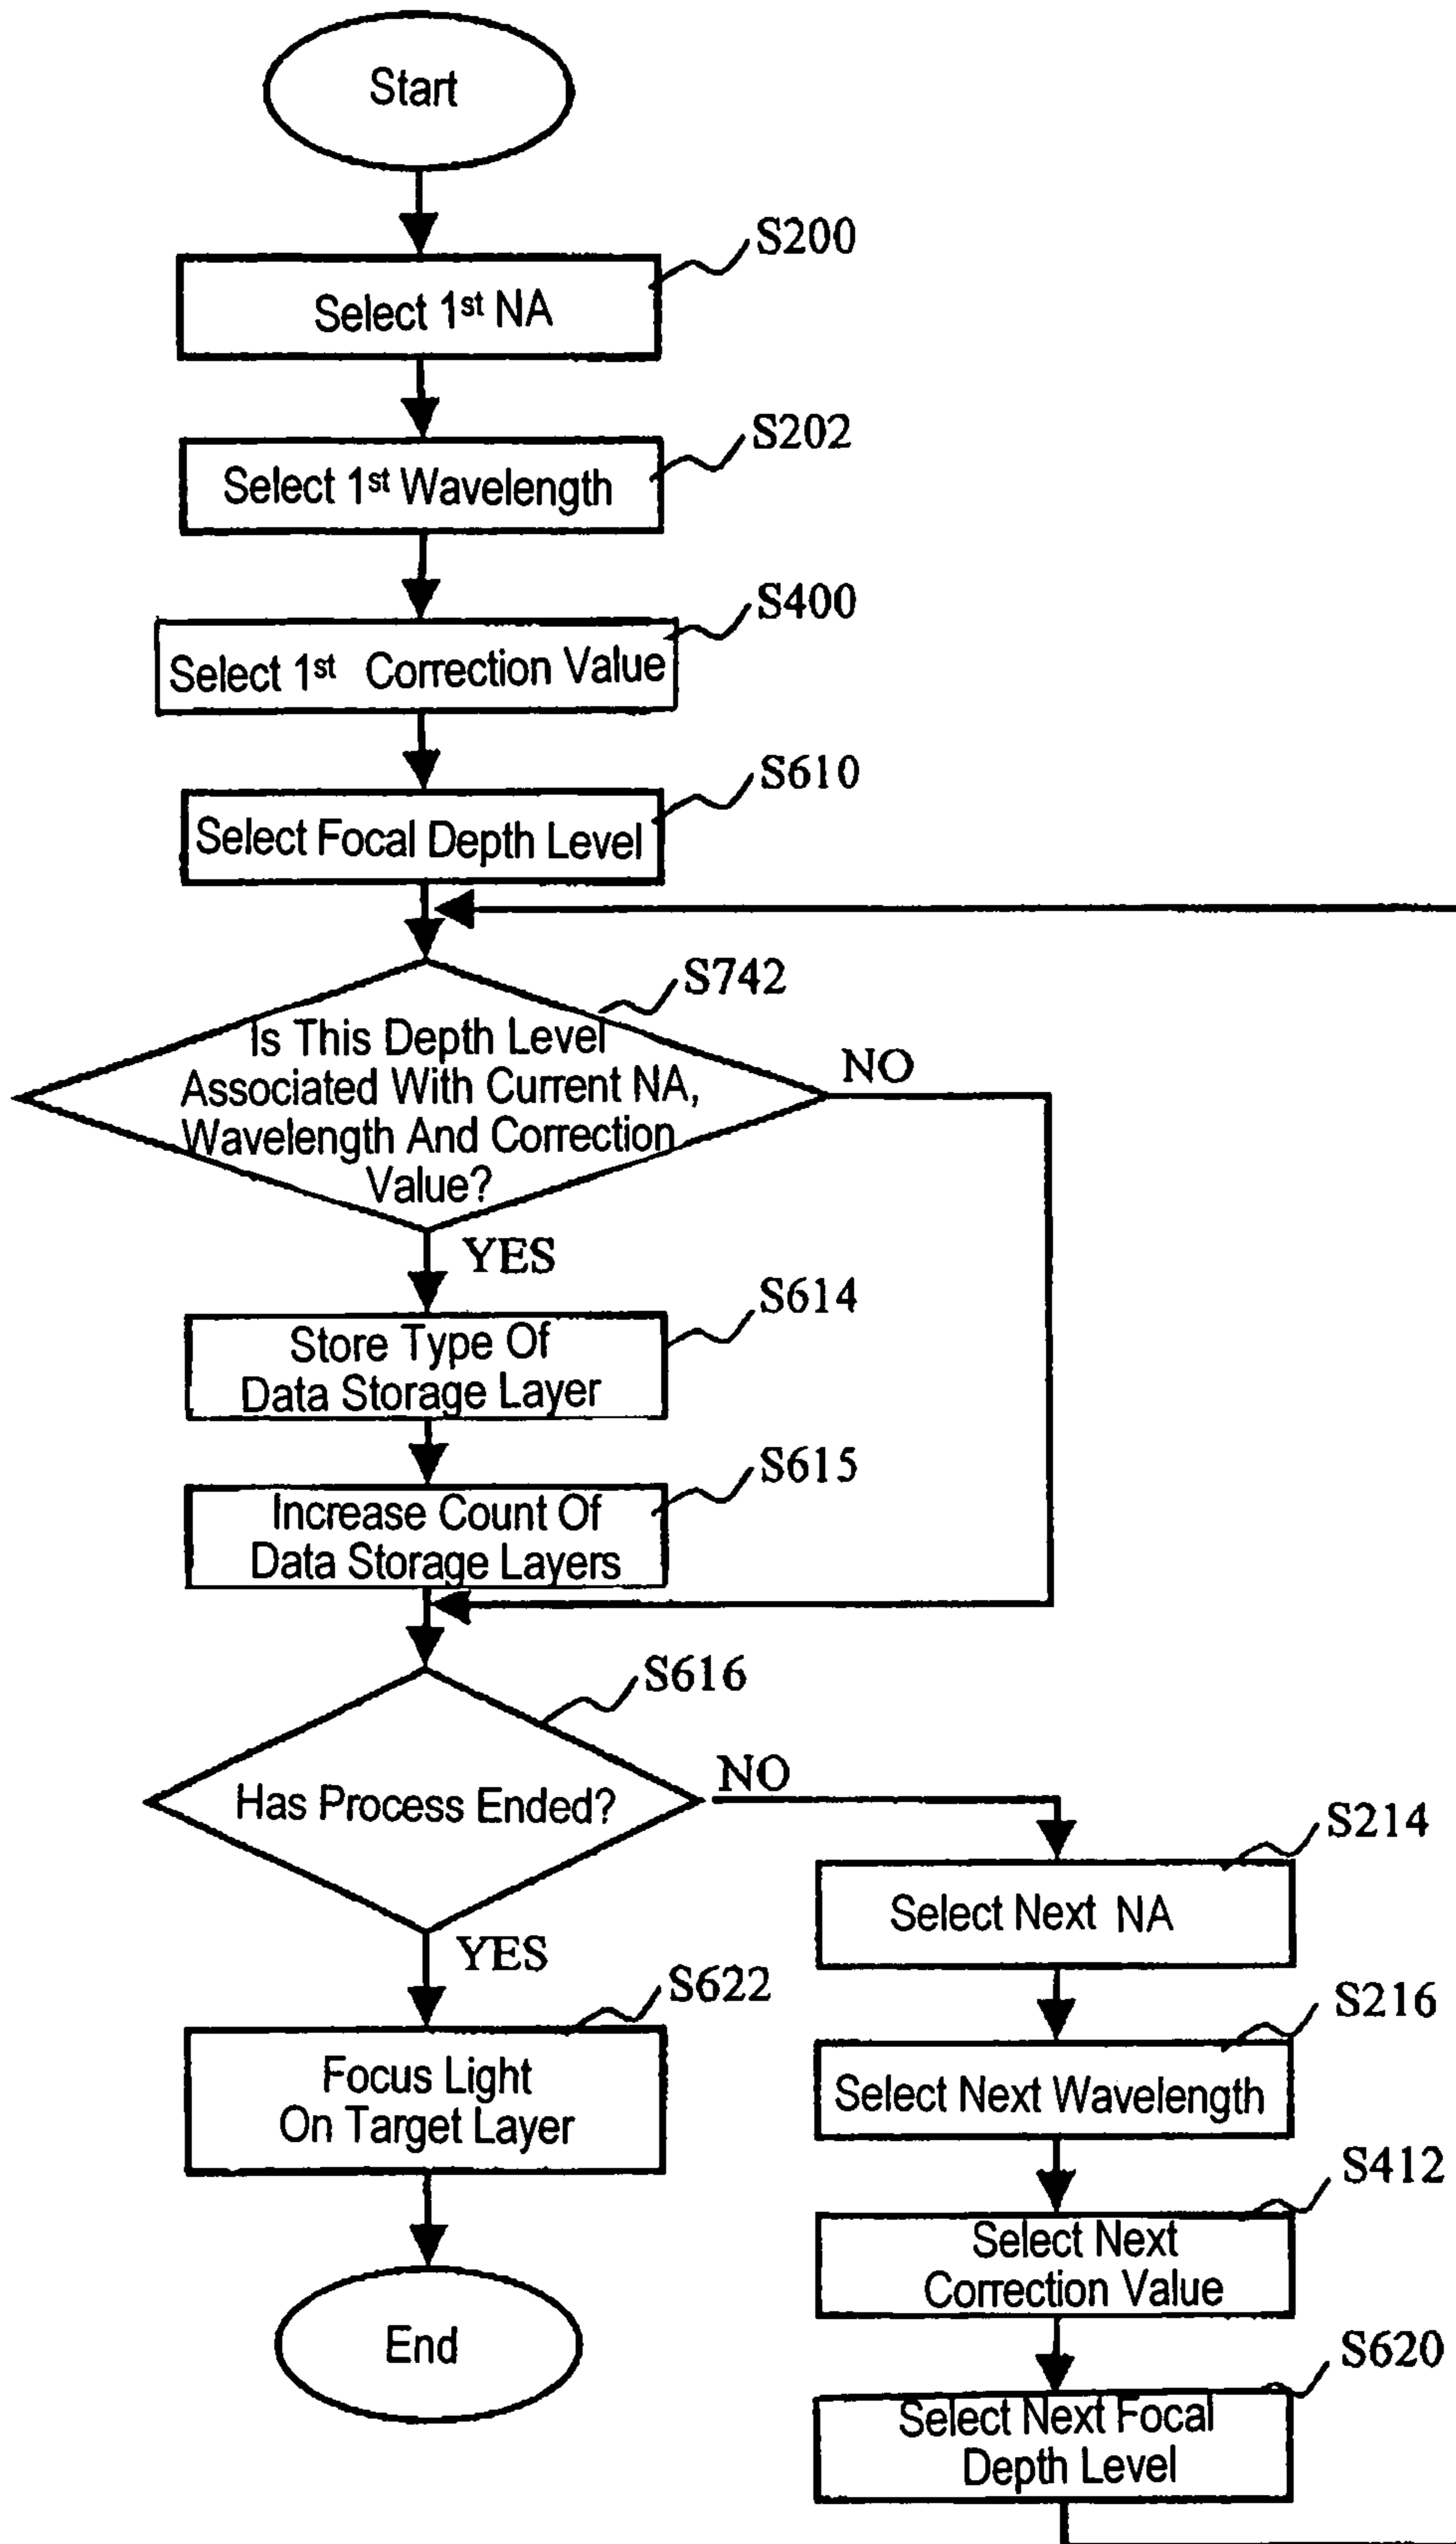 Start
S200
Select 1st NA
S202
Select 1st Wavelength
S400
Select 1st Correction Value
S610
Select Focal Depth Level
S742
Is This Depth Level
Associated With Current NA,
Wavelength And Correction
Value?
NO
YES
S614
Store Type Of
Data Storage Layer
S615
Increase Count Of
Data Storage Layers
S616
Has Process Ended?
NO
YES
S214
Select Next NA
S216
Select Next Wavelength
S412
Select Next
Correction Value
S620
Select Next Focal
Depth Level
S622
Focus Light
On Target Layer
End